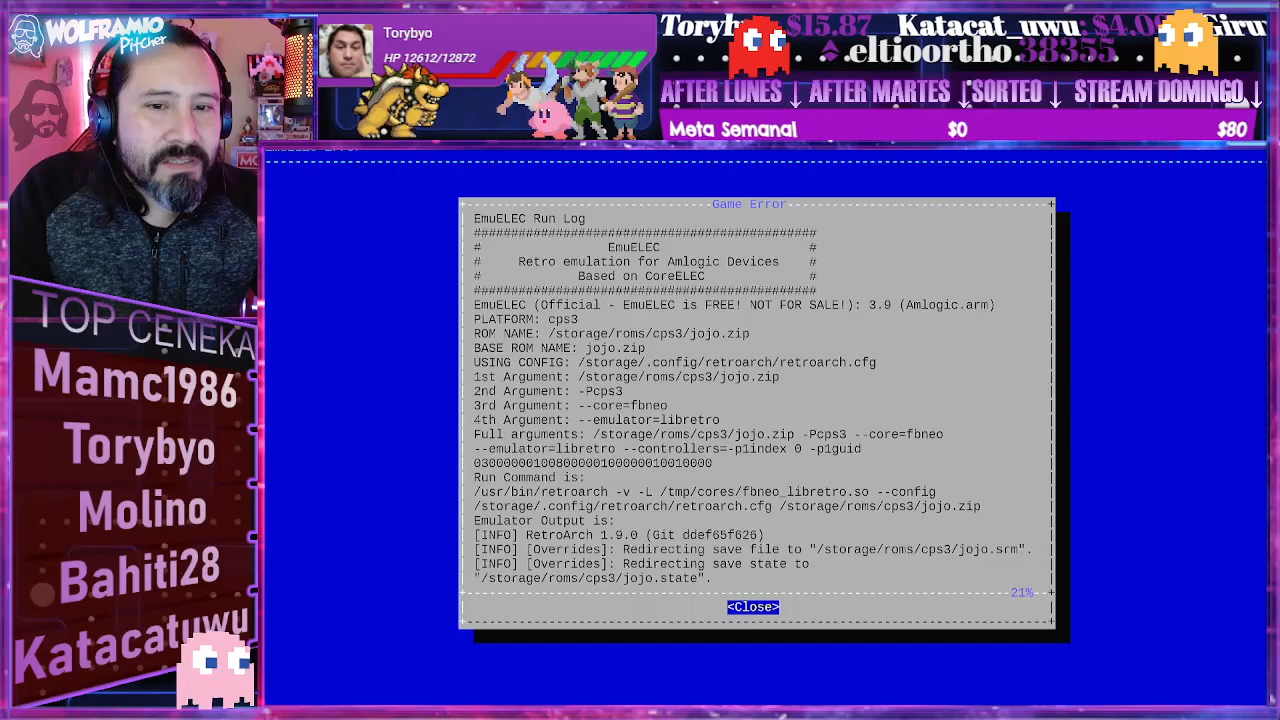 WOLFRAMIO
Pitcher
Torybyo
HP 12612/12872
$15.87
Katacat_uwu: $4.0
eltioortho 38355
AFTER LUNES ↓ AFTER MARTES ↓ SORTEO ↓ STREAM DOMINGO ↓
Meta Semanal $0 $80
TOP CENEKA
Mamc1986
Torybyo
Molino
Bahiti28
Katacatuwu
Game Error
EmuELEC Run Log
##############################################
# EmuELEC #
# Retro emulation for Amlogic Devices #
# Based on CoreELEC #
##############################################
EmuELEC (Official - EmuELEC is FREE! NOT FOR SALE!): 3.9 (Amlogic.arm)
PLATFORM: cps3
ROM NAME: /storage/roms/cps3/jojo.zip
BASE ROM NAME: jojo.zip
USING CONFIG: /storage/.config/retroarch/retroarch.cfg
1st Argument: /storage/roms/cps3/jojo.zip
2nd Argument: -Pcps3
3rd Argument: --core=fbneo
4th Argument: --emulator=libretro
Full arguments: /storage/roms/cps3/jojo.zip -Pcps3 --core=fbneo
--emulator=libretro --controllers=-p1index 0 -p1guid
03000000010080000001000000010010000
Run Command is:
/usr/bin/retroarch -v -L /tmp/cores/fbneo_libretro.so --config
/storage/.config/retroarch/retroarch.cfg /storage/roms/cps3/jojo.zip
Emulator Output is:
[INFO] RetroArch 1.9.0 (Git ddef65f626)
[INFO] [Overrides]: Redirecting save file to "/storage/roms/cps3/jojo.srm".
[INFO] [Overrides]: Redirecting save state to
"/storage/roms/cps3/jojo.state".
21%
<Close>